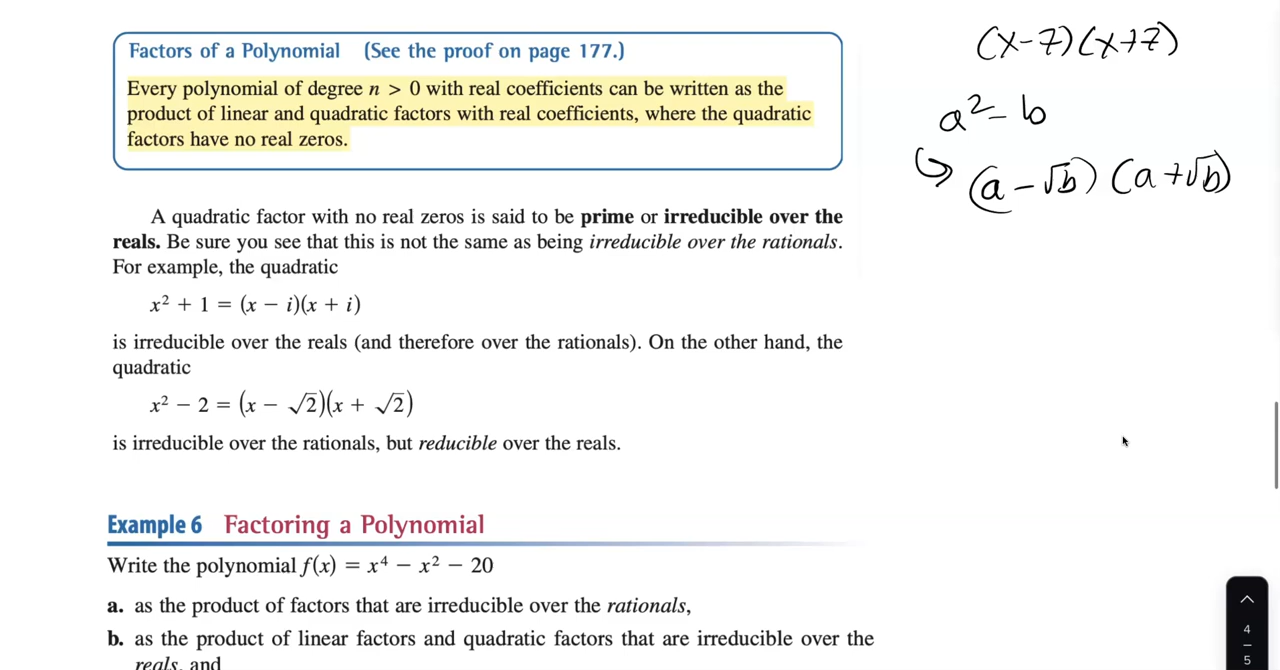 Factors of a Polynomial (See the proof on page 177.)
Every polynomial of degree n > 0 with real coefficients can be written as the
product of linear and quadratic factors with real coefficients, where the quadratic
factors have no real zeros.
A quadratic factor with no real zeros is said to be prime or irreducible over the
reals. Be sure you see that this is not the same as being irreducible over the rationals.
For example, the quadratic
x² + 1 = (x − i)(x + i)
is irreducible over the reals (and therefore over the rationals). On the other hand, the
quadratic
x² − 2 = (x − √2)(x + √2)
is irreducible over the rationals, but reducible over the reals.
Example 6 Factoring a Polynomial
Write the polynomial f(x) = x⁴ − x² − 20
a. as the product of factors that are irreducible over the rationals,
b. as the product of linear factors and quadratic factors that are irreducible over the
reals, and
(x-7)(x+7)
a²-b
(a-√b)(a+√b)
4
5